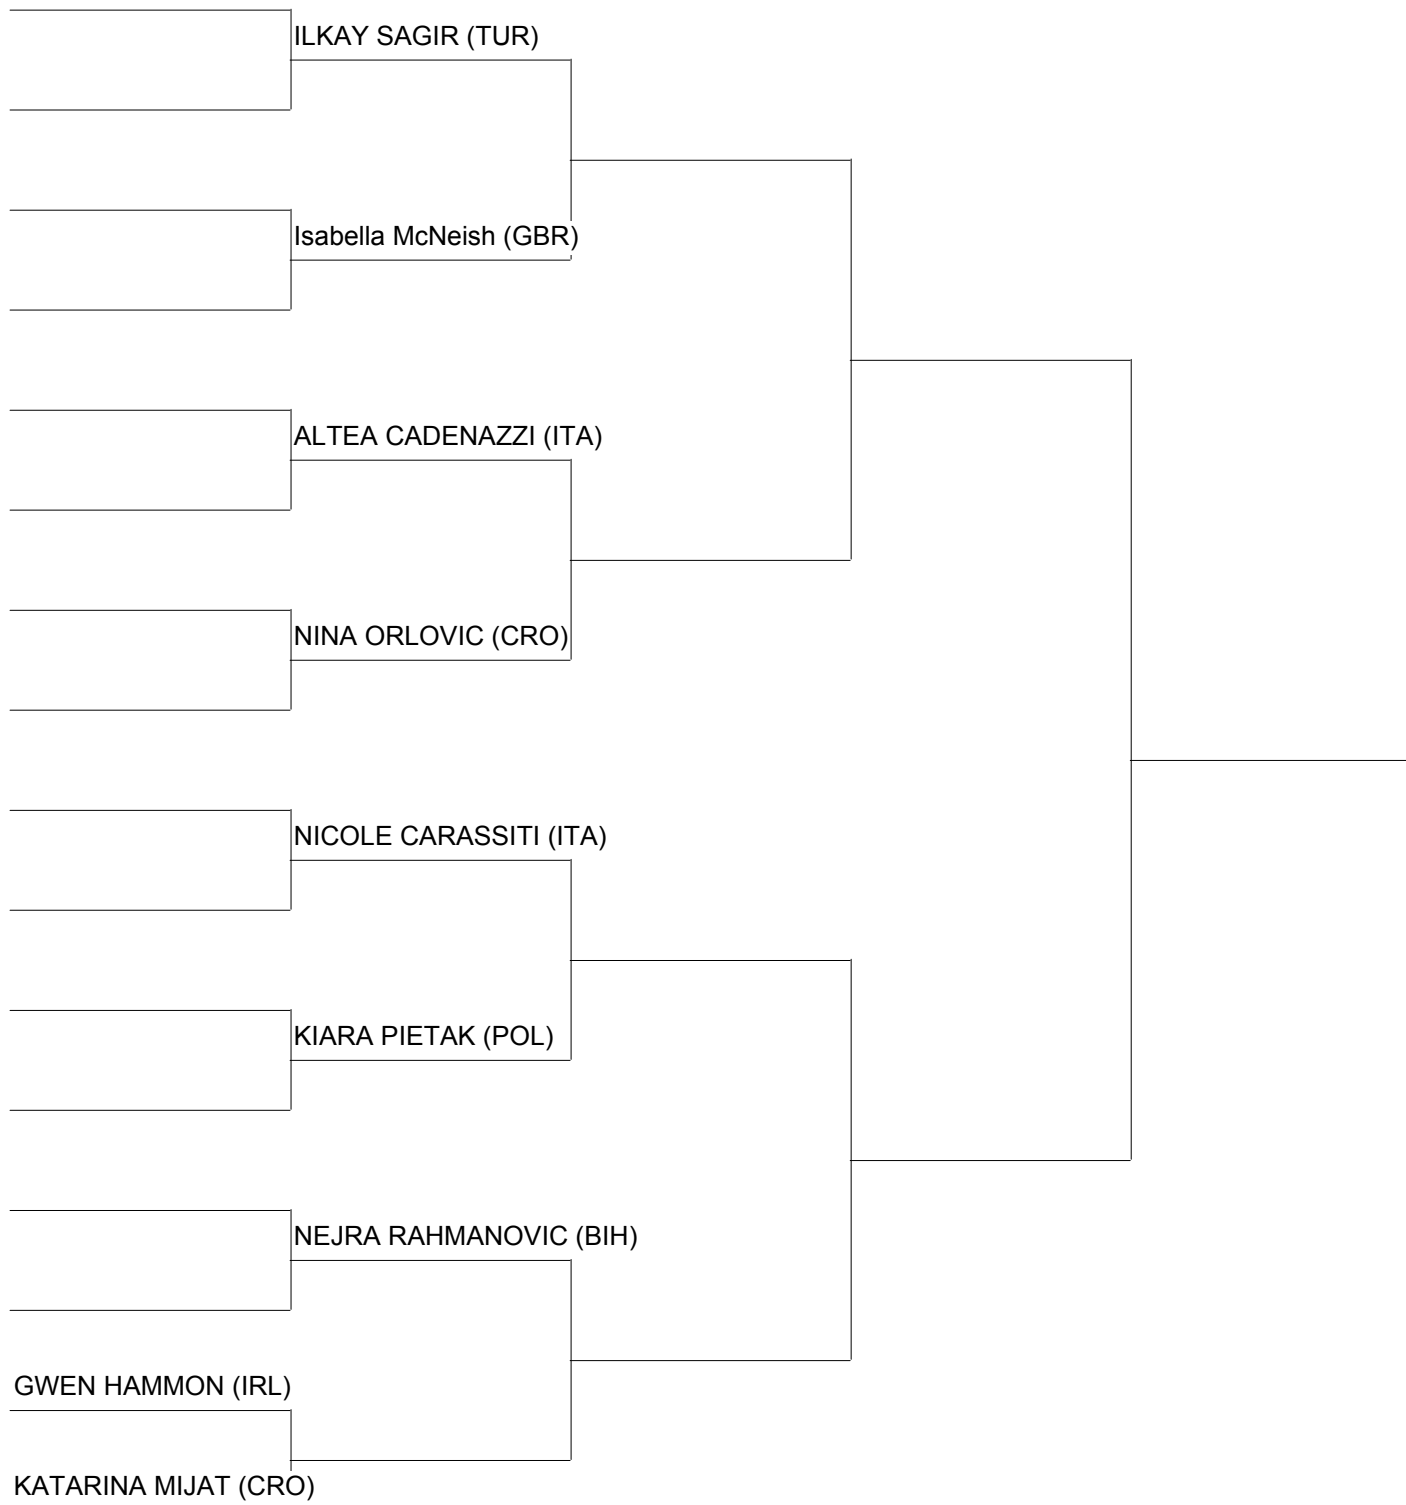 ILKAY SAGIR (TUR)
Isabella McNeish (GBR)
ALTEA CADENAZZI (ITA)
NINA ORLOVIC (CRO)
NICOLE CARASSITI (ITA)
KIARA PIETAK (POL)
NEJRA RAHMANOVIC (BIH)
GWEN HAMMON (IRL)
KATARINA MIJAT (CRO)